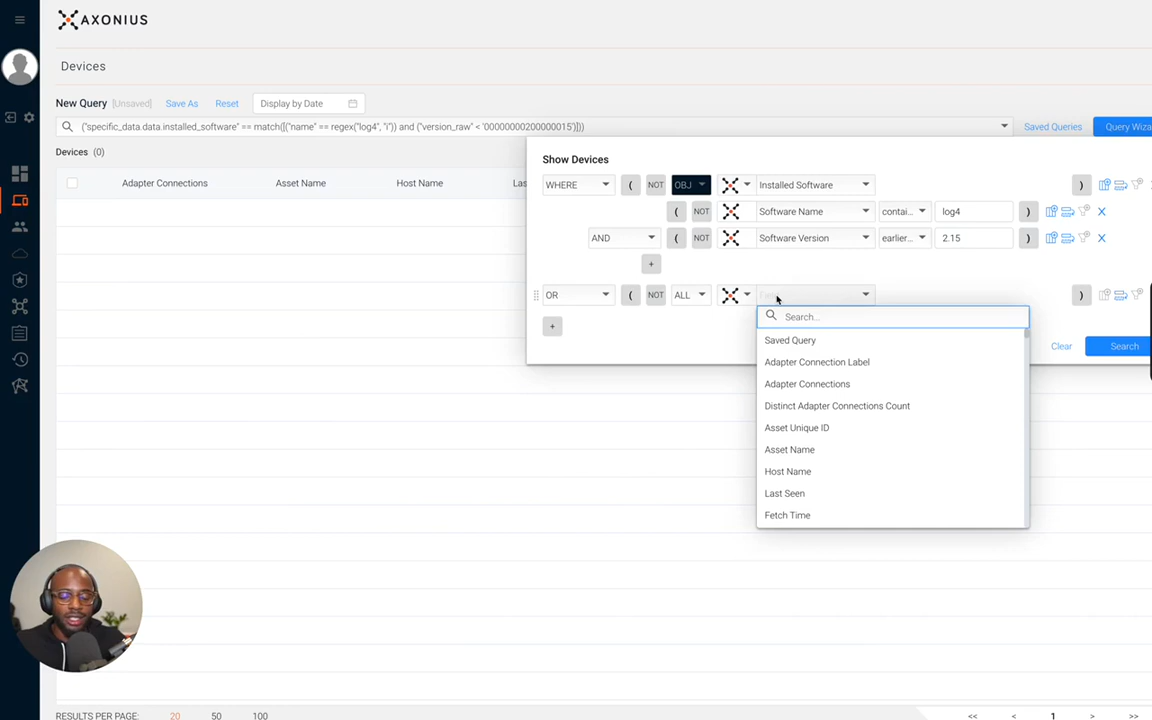 AXONIUS
Devices
New Query [Unsaved] Save As Reset Display by Date
("specific_data.data.installed_software" == match([("name" == regex("log4", "i")) and ("version_raw" < '00000000200000015')]))
Saved Queries Query Wiza
Devices (0)
Adapter Connections Asset Name Host Name Las
Show Devices
WHERE ( NOT OBJ Installed Software )
( NOT Software Name contai... log4 )
AND ( NOT Software Version earlier... 2.15 )
+
OR ( NOT ALL )
+
Search...
Saved Query
Adapter Connection Label
Adapter Connections
Distinct Adapter Connections Count
Asset Unique ID
Asset Name
Host Name
Last Seen
Fetch Time
Clear Search
RESULTS PER PAGE: 20 50 100 << < 1 > >>